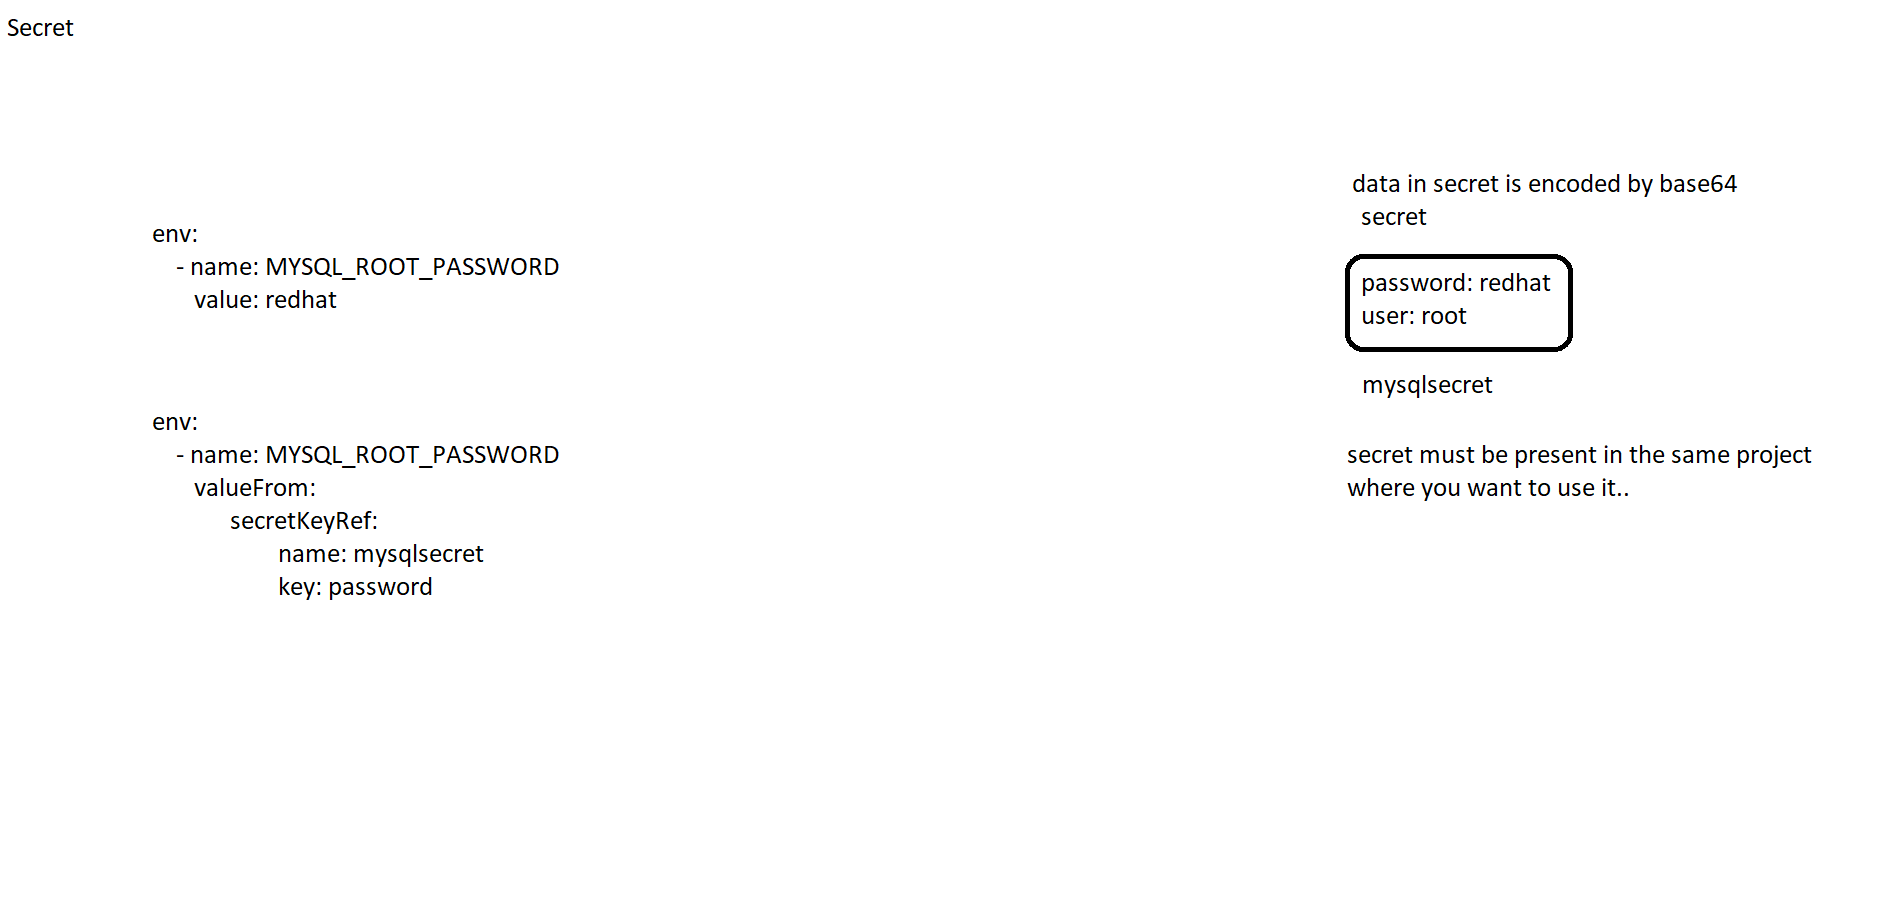 Secret
env:
- name: MYSQL_ROOT_PASSWORD
value: redhat
env:
- name: MYSQL_ROOT_PASSWORD
valueFrom:
secretKeyRef:
name: mysqlsecret
key: password
data in secret is encoded by base64
secret
password: redhat
user: root
mysqlsecret
secret must be present in the same project
where you want to use it..